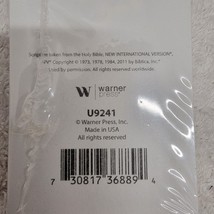 Scripture taken from the Holy Bible, NEW INTERNATIONAL VERSION®,
NIV® Copyright © 1973, 1978, 1984, 2011 by Biblica, Inc.™
Used by permission. All rights reserved worldwide.
W
warner
press
U9241
© Warner Press, Inc.
Made in USA
All rights reserved
7 30817 36889 4